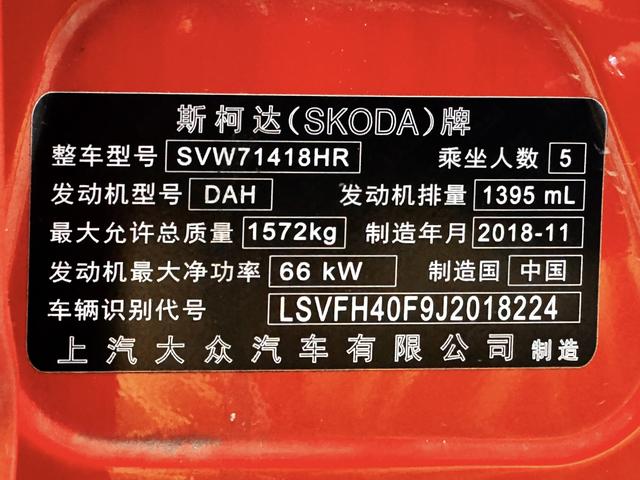 斯柯达(SKODA)牌
整车型号 SVW71418HR 乘坐人数 5
发动机型号 DAH 发动机排量 1395 mL
最大允许总质量 1572kg 制造年月 2018-11
发动机最大净功率 66 kW 制造国 中国
车辆识别代号 LSVFH40F9J2018224
上汽大众汽车有限公司 制造